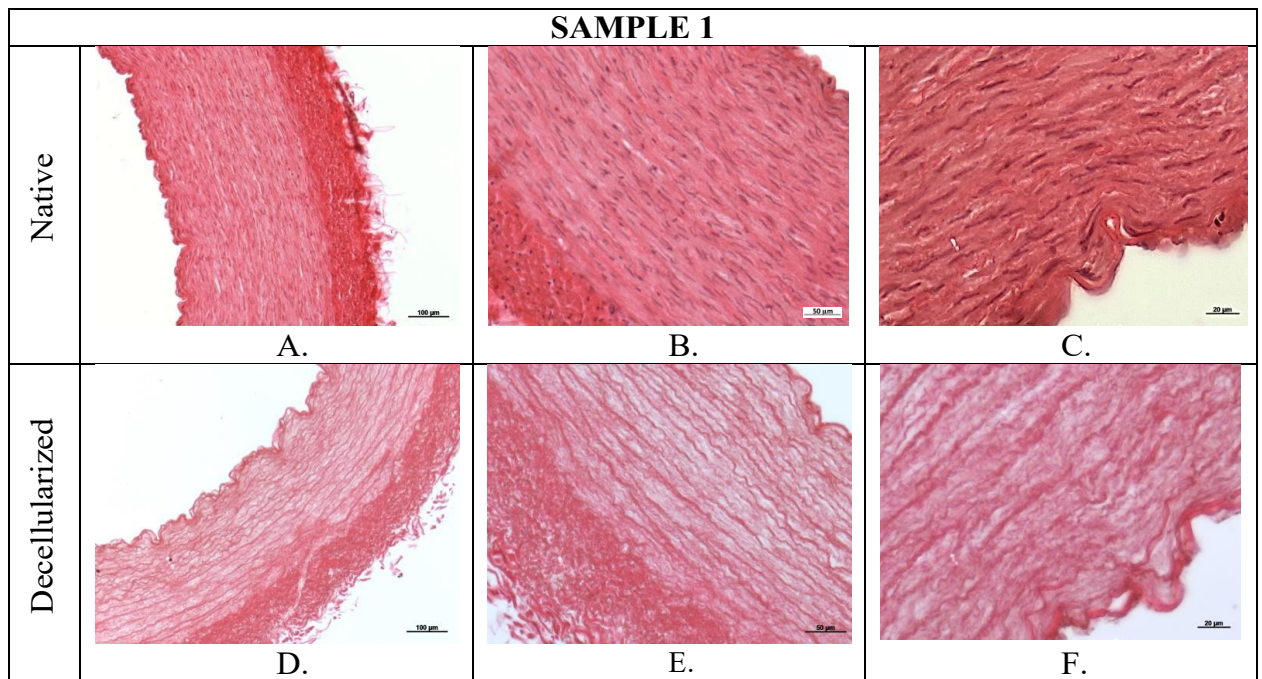 SAMPLE 1
Native
100 µm
50 µm
20 µm
A.
B.
C.
Decellularized
100 µm
50 µm
20 µm
D.
E.
F.